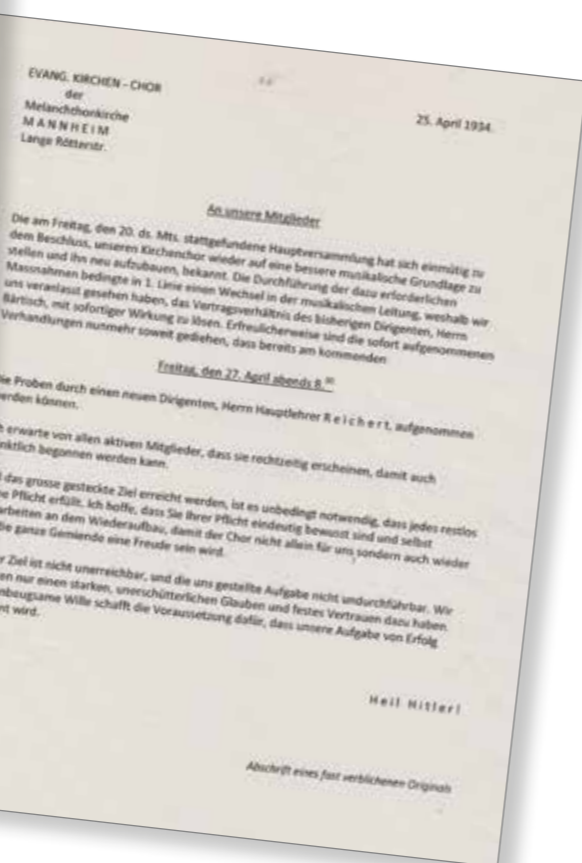 EVANG. KIRCHEN - CHOR
der
Melanchthonkirche
M A N N H E I M
Lange Rötterstr.
25. April 1934.
An unsere Mitglieder
Die am Freitag, den 20. ds. Mts. stattgefundene Hauptversammlung hat sich einmütig zu
dem Beschluss, unseren Kirchenchor wieder auf eine bessere musikalische Grundlage zu
stellen und ihn neu aufzubauen, bekannt. Die Durchführung der dazu erforderlichen
Massnahmen bedingte in 1. Linie einen Wechsel in der musikalischen Leitung, weshalb wir
uns veranlasst gesehen haben, das Vertragsverhältnis des bisherigen Dirigenten, Herrn
Bärtisch, mit sofortiger Wirkung zu lösen. Erfreulicherweise sind die sofort aufgenommenen
Verhandlungen nunmehr soweit gediehen, dass bereits am kommenden
Freitag, den 27. April abends 8.
die Proben durch einen neuen Dirigenten, Herrn Hauptlehrer R e i c h e r t, aufgenommen
erden können.
h erwarte von allen aktiven Mitglieder, dass sie rechtzeitig erscheinen, damit auch
nktlich begonnen werden kann.
das grosse gesteckte Ziel erreicht werden, ist es unbedingt notwendig, dass jedes restlos
e Pflicht erfüllt. Ich hoffe, dass Sie Ihrer Pflicht eindeutig bewusst sind und selbst
arbeiten an dem Wiederaufbau, damit der Chor nicht allein für uns sondern auch wieder
die ganze Gemiende eine Freude sein wird.
r Ziel ist nicht unerreichbar, und die uns gestellte Aufgabe nicht undurchführbar. Wir
en nur einen starken, unerschütterlichen Glauben und festes Vertrauen dazu haben.
nbeugsame Wille schafft die Voraussetzung dafür, dass unsere Aufgabe von Erfolg
nt wird.
H e i l H i t l e r !
Abschrift eines fast verblichenen Originals